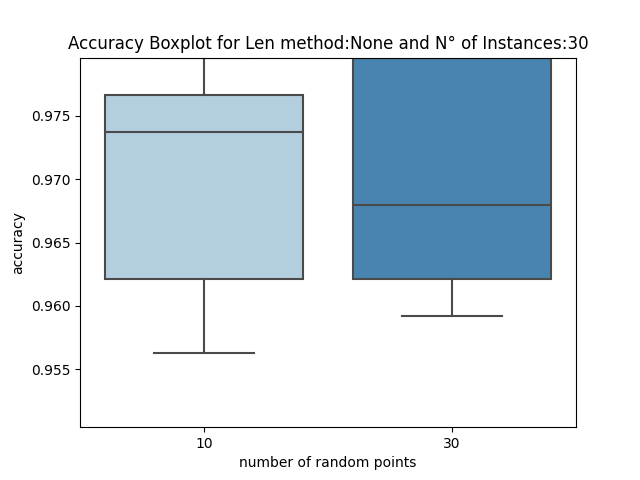 Accuracy Boxplot for Len method:None and N° of Instances:30
0.975
0.970
0.965
0.960
0.955
accuracy
10
30
number of random points